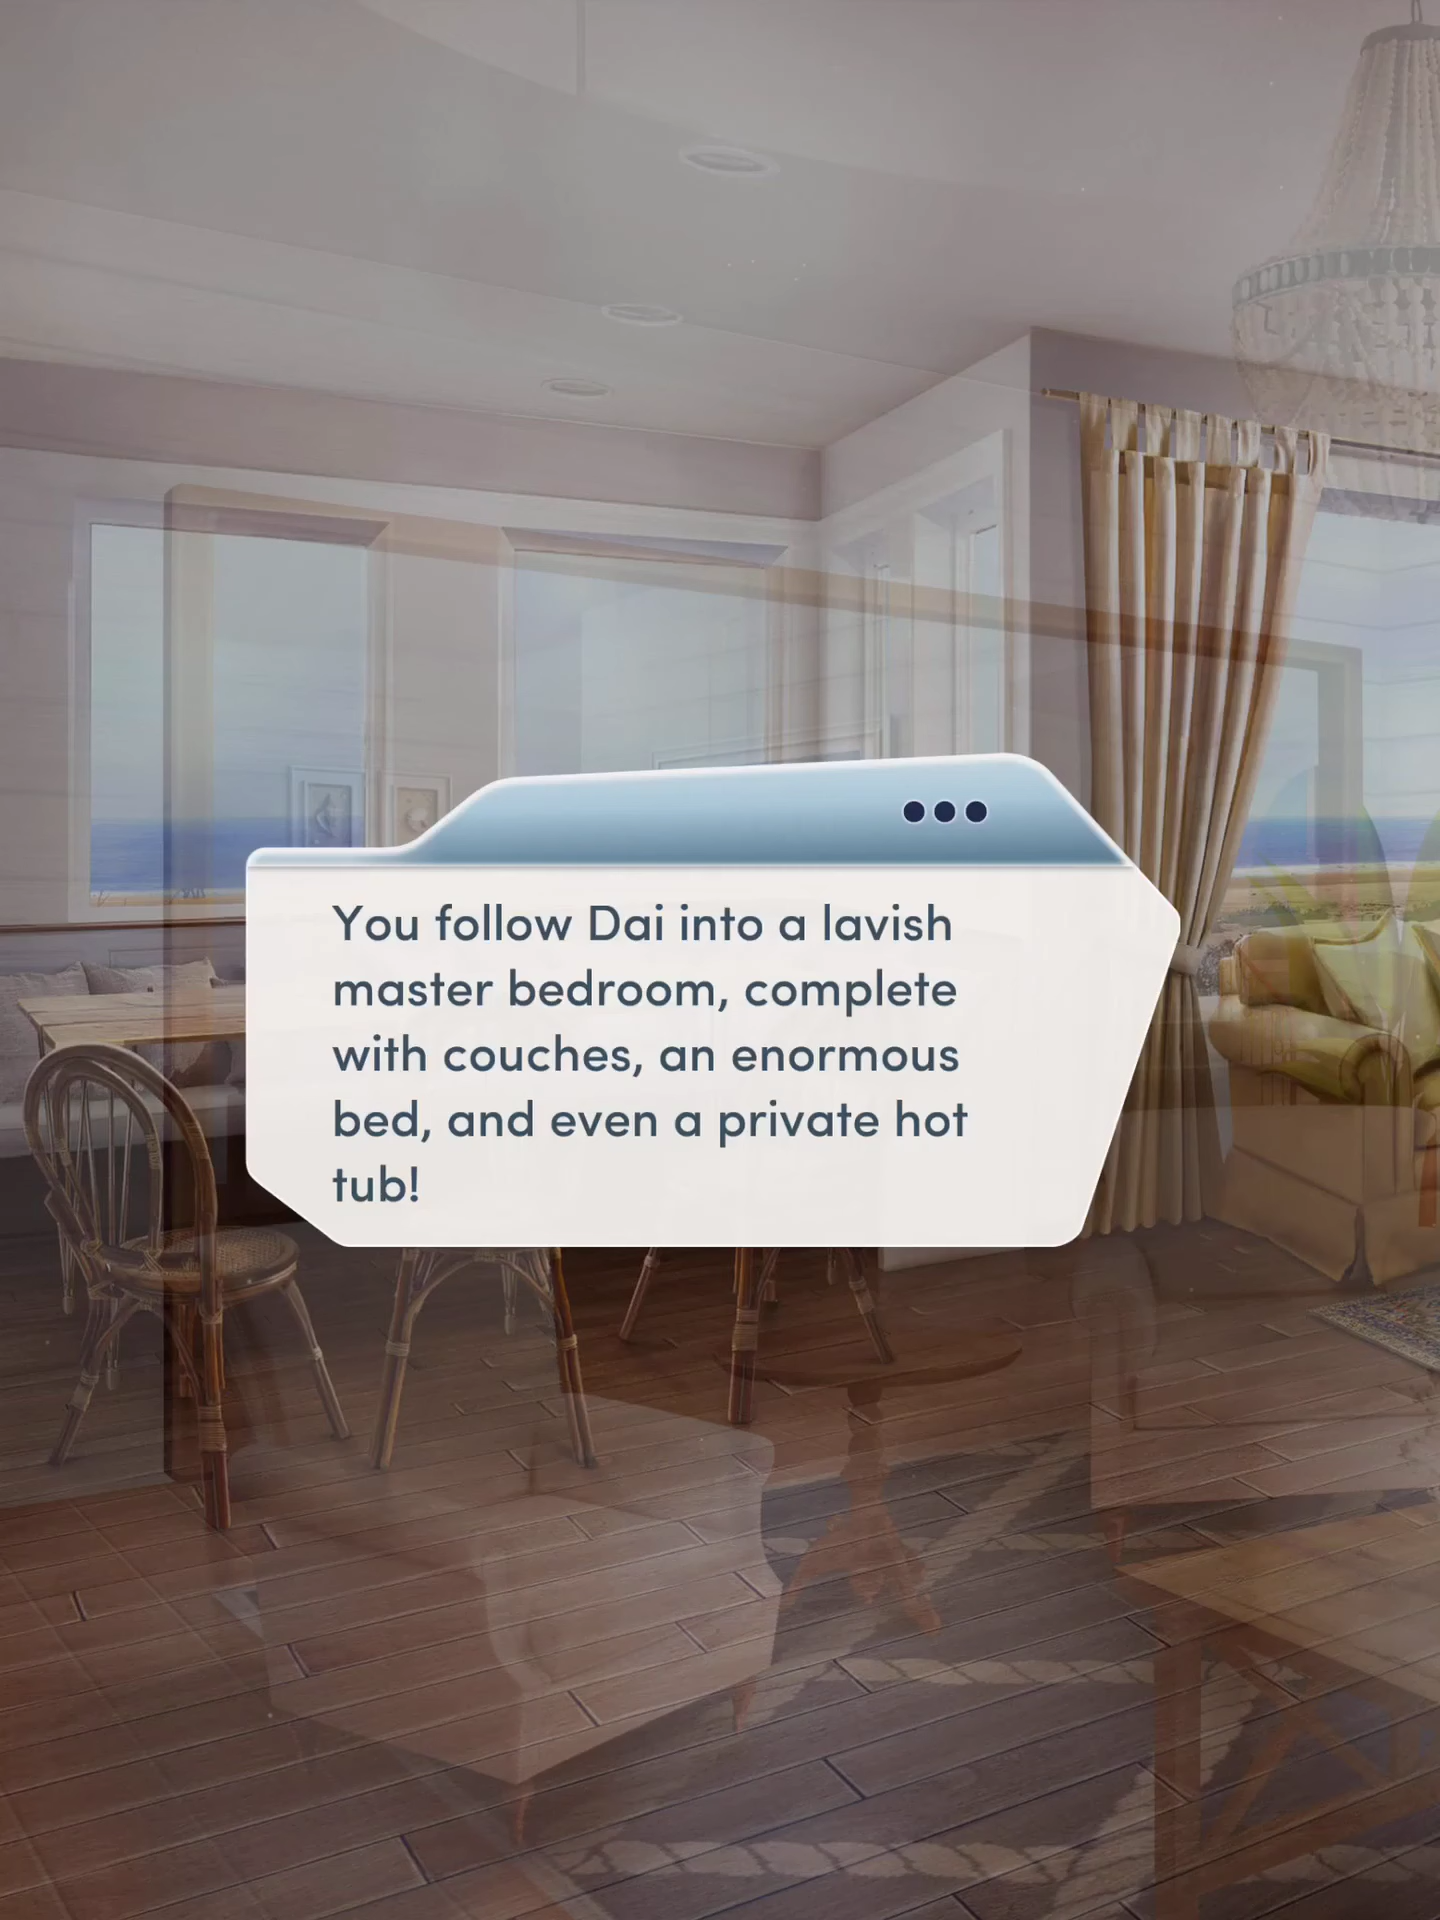 You follow Dai into a lavish
master bedroom, complete
with couches, an enormous
bed, and even a private hot
tub!